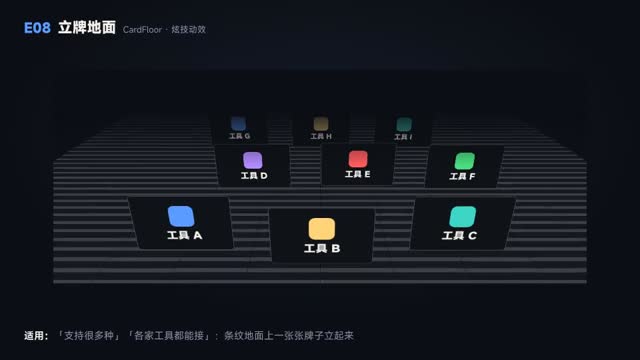 E08 立牌地面 CardFloor · 炫技动效
工具 G 工具 H 工具 I
工具 D 工具 E 工具 F
工具 A 工具 B 工具 C
适用：「支持很多种」「各家工具都能接」：条纹地面上一张张牌子立起来